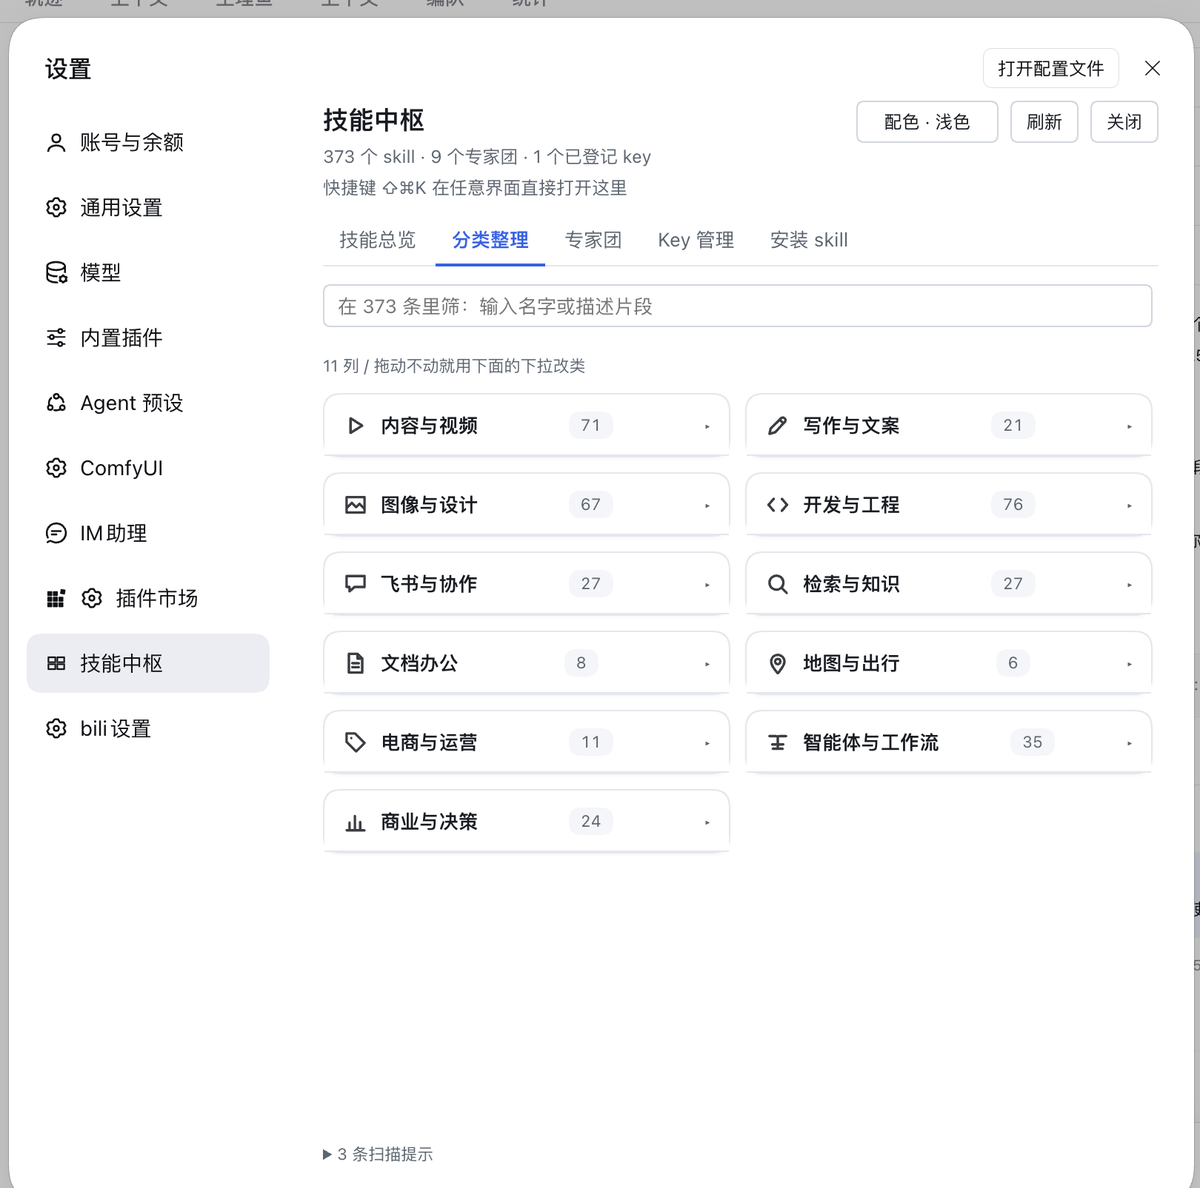 设置
打开配置文件
账号与余额
通用设置
模型
内置插件
Agent 预设
ComfyUI
IM助理
插件市场
技能中枢
bili设置
技能中枢
配色 · 浅色
刷新
关闭
373 个 skill · 9 个专家团 · 1 个已登记 key
快捷键 ⇧⌘K 在任意界面直接打开这里
技能总览 分类整理 专家团 Key 管理 安装 skill
在 373 条里筛：输入名字或描述片段
11 列 / 拖动不动就用下面的下拉改类
内容与视频 71
写作与文案 21
图像与设计 67
开发与工程 76
飞书与协作 27
检索与知识 27
文档办公 8
地图与出行 6
电商与运营 11
智能体与工作流 35
商业与决策 24
3 条扫描提示